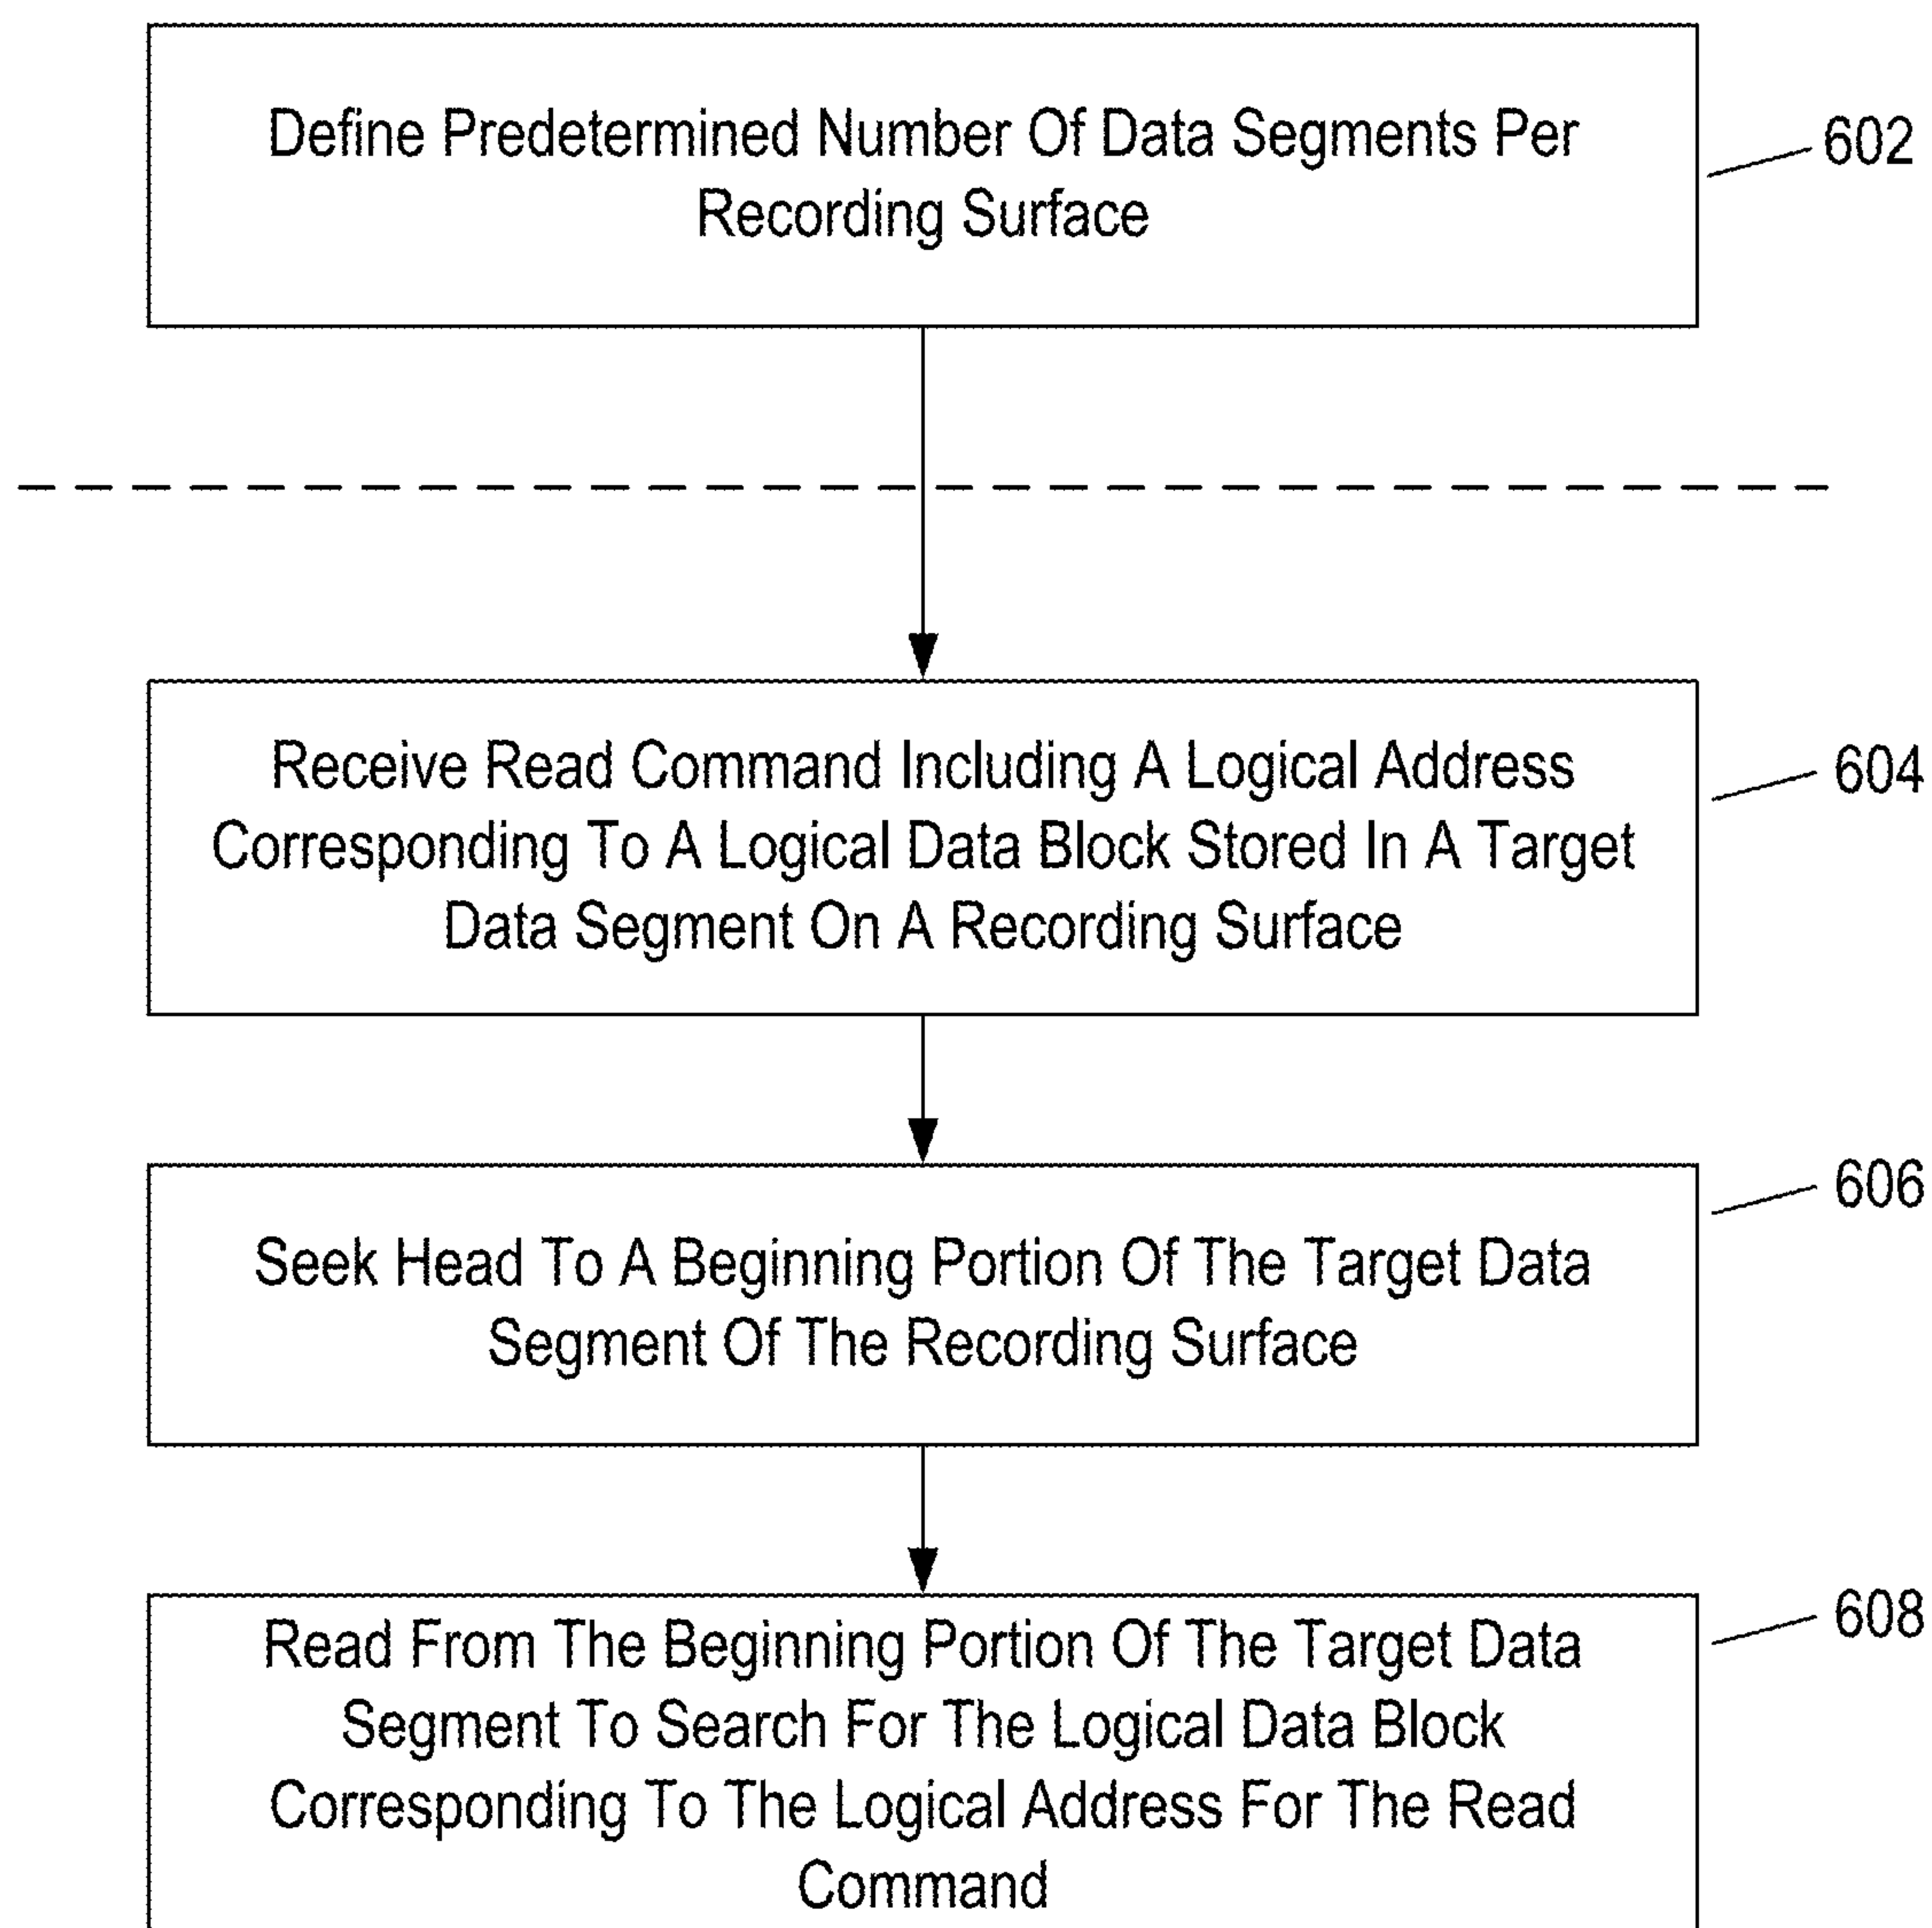 Define Predetermined Number Of Data Segments Per
Recording Surface
602
Receive Read Command Including A Logical Address
Corresponding To A Logical Data Block Stored In A Target
Data Segment On A Recording Surface
604
Seek Head To A Beginning Portion Of The Target Data
Segment Of The Recording Surface
606
Read From The Beginning Portion Of The Target Data
Segment To Search For The Logical Data Block
Corresponding To The Logical Address For The Read
Command
608